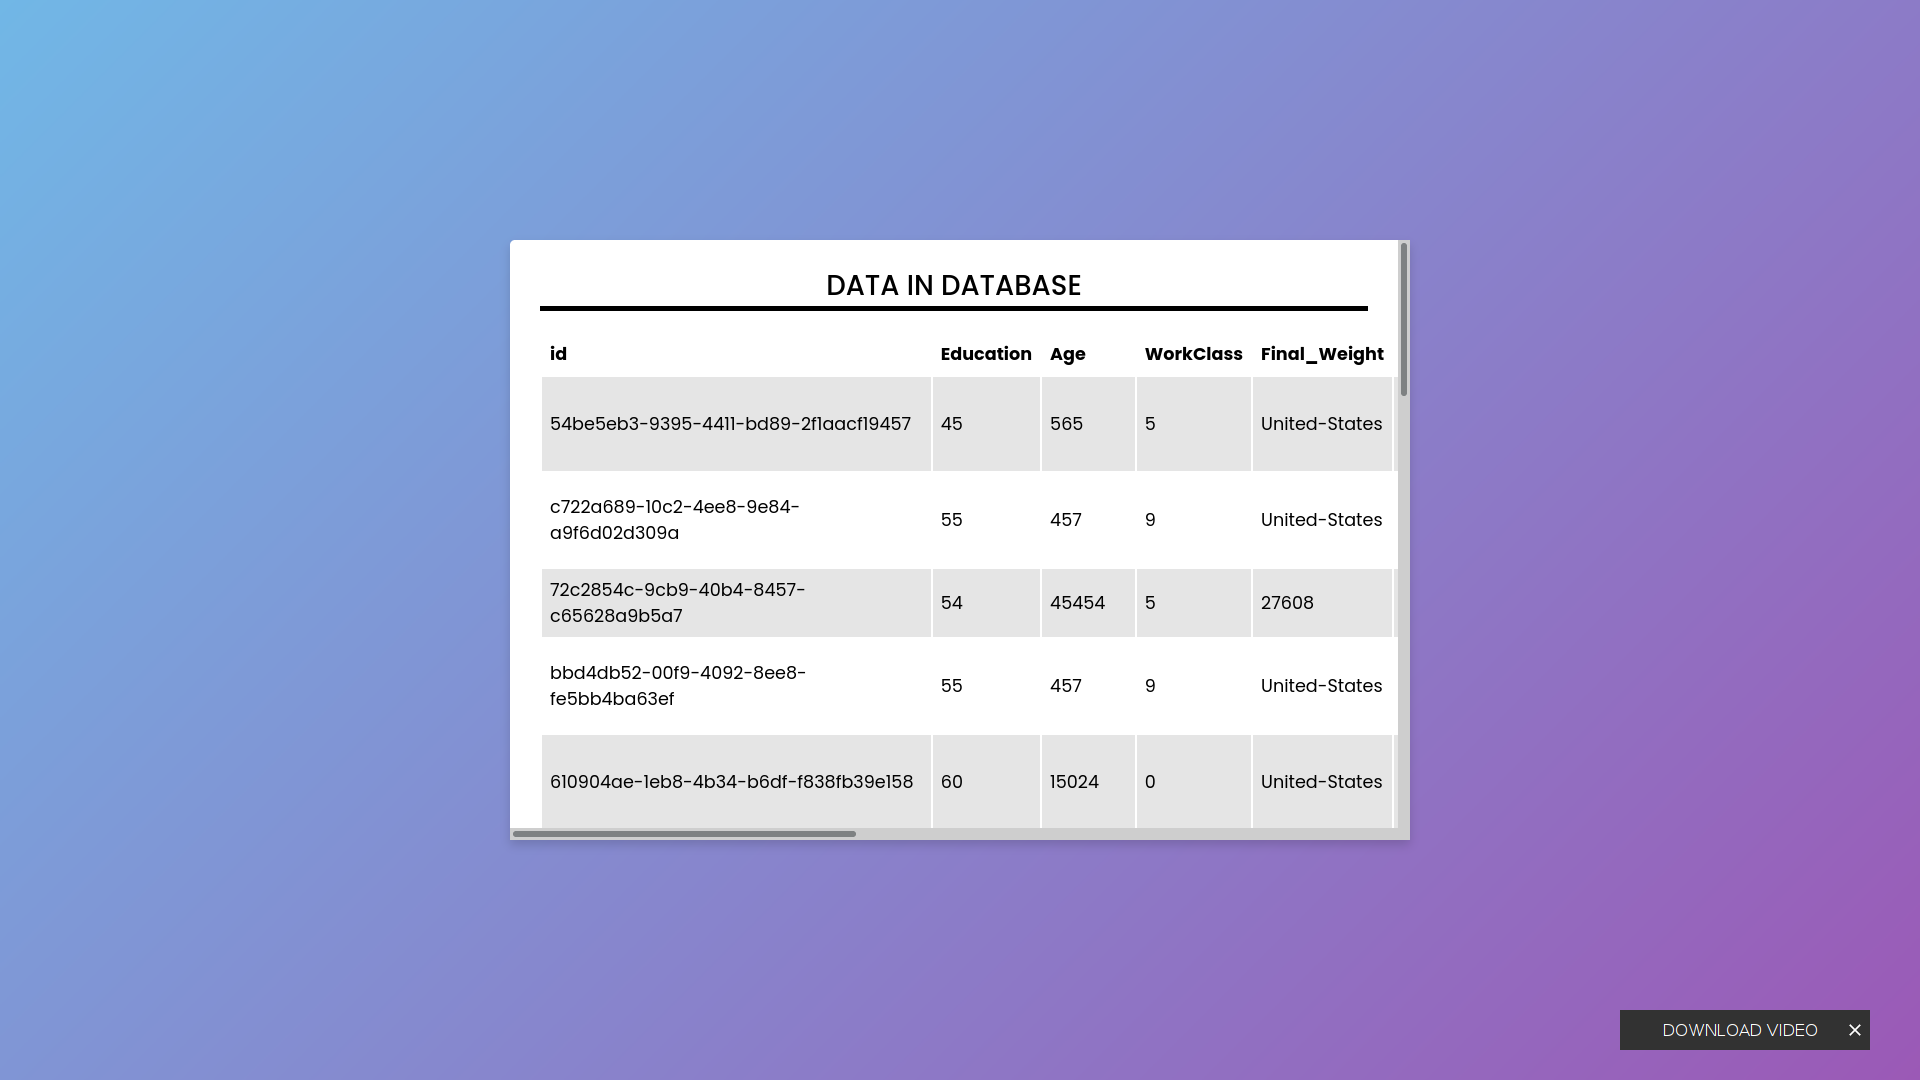 DATA IN DATABASE
id Education Age WorkClass Final_Weight
54be5eb3-9395-4411-bd89-2f1aacf19457 45 565 5 United-States
c722a689-10c2-4ee8-9e84-
a9f6d02d309a 55 457 9 United-States
72c2854c-9cb9-40b4-8457-
c65628a9b5a7 54 45454 5 27608
bbd4db52-00f9-4092-8ee8-
fe5bb4ba63ef 55 457 9 United-States
610904ae-1eb8-4b34-b6df-f838fb39e158 60 15024 0 United-States
DOWNLOAD VIDEO ×